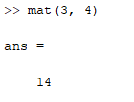 >> mat(3, 4)
ans =
14